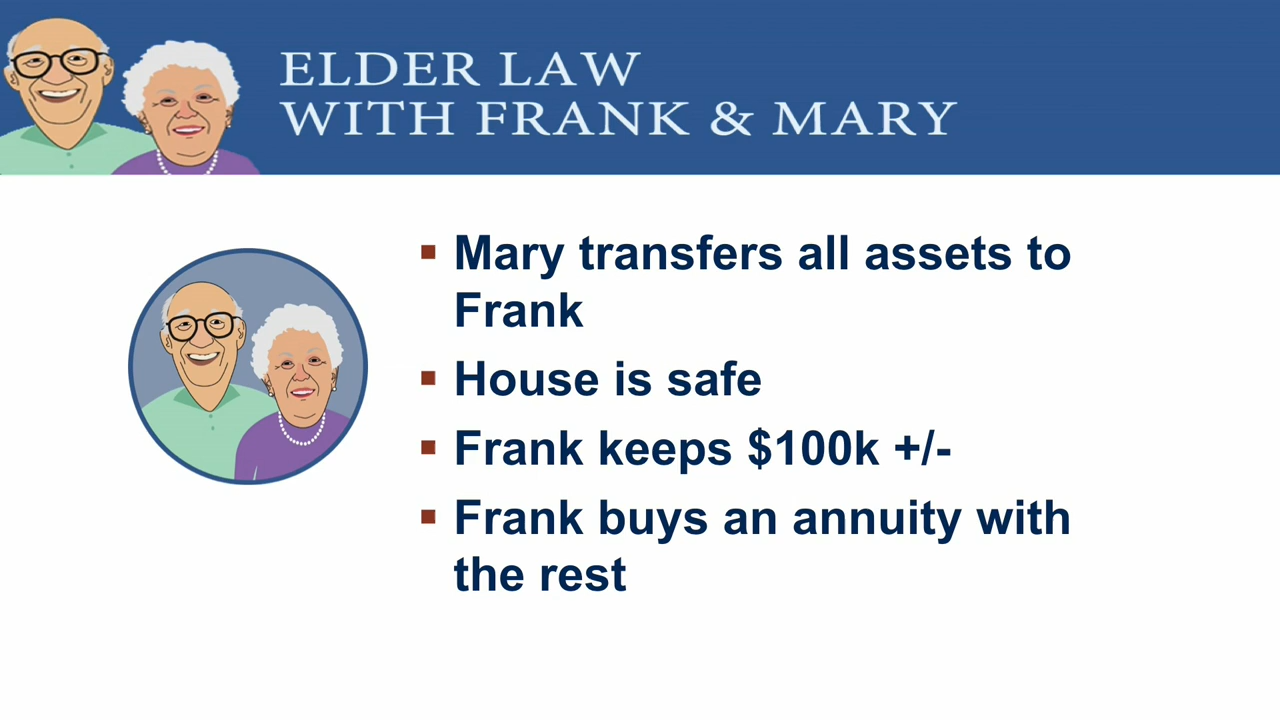 ELDER LAW
WITH FRANK & MARY
▪ Mary transfers all assets to
Frank
▪ House is safe
▪ Frank keeps $100k +/-
▪ Frank buys an annuity with
the rest